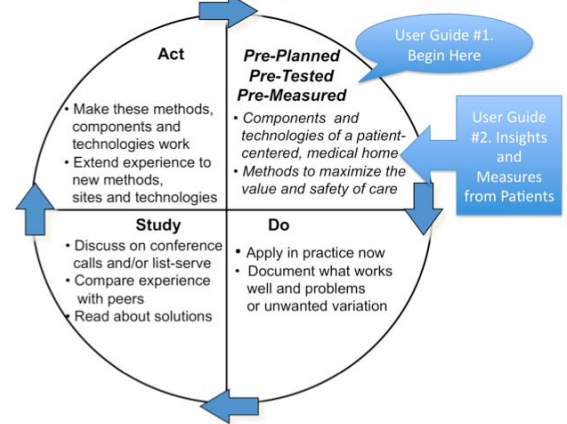 Act
• Make these methods,
components and
technologies work
• Extend experience to
new methods,
sites and technologies
Pre-Planned
Pre-Tested
Pre-Measured
• Components and
technologies of a patient-
centered, medical home
• Methods to maximize the
value and safety of care
User Guide #1.
Begin Here
User Guide
#2. Insights
and
Measures
from Patients
Study
• Discuss on conference
calls and/or list-serve
• Compare experience
with peers
• Read about solutions
Do
• Apply in practice now
• Document what works
well and problems
or unwanted variation